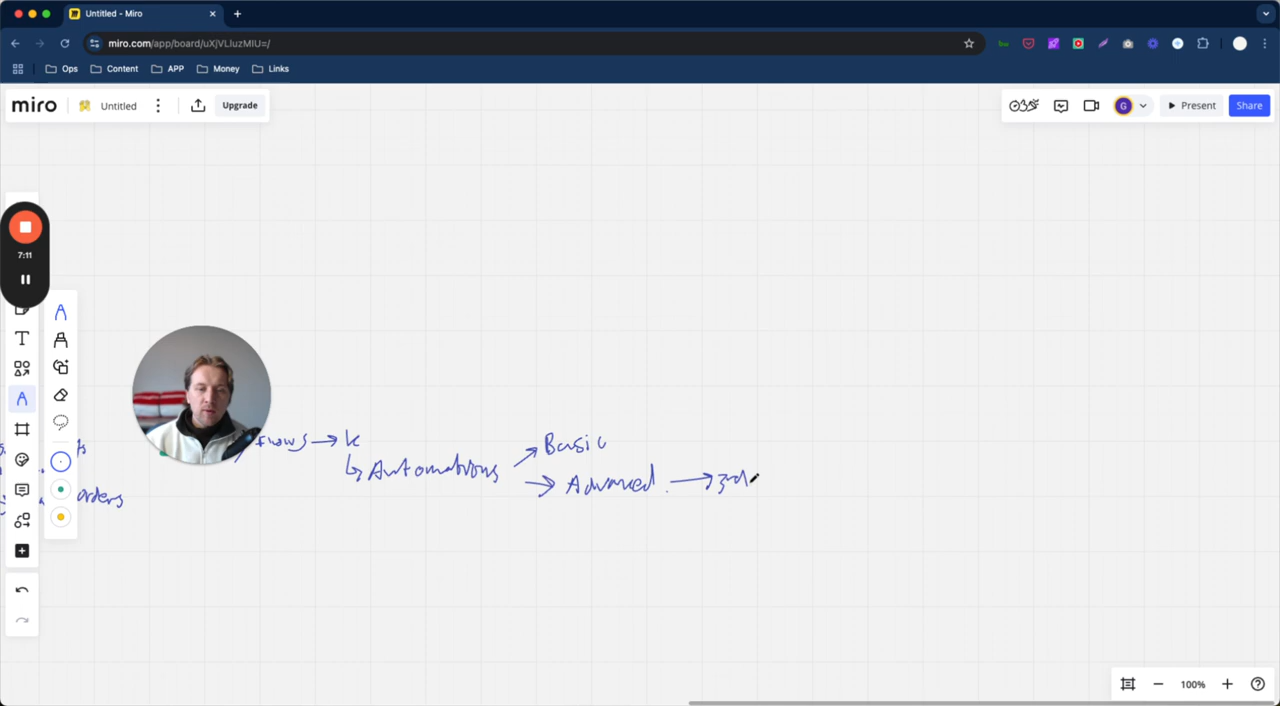 Untitled - Miro
miro.com/app/board/uXjVLIuzMIU=/
Ops Content APP Money Links
miro Untitled Upgrade
G Present Share
7:11
flows → k
↳ Automations → Basic
→ Advanced → 3rd
orders
100%